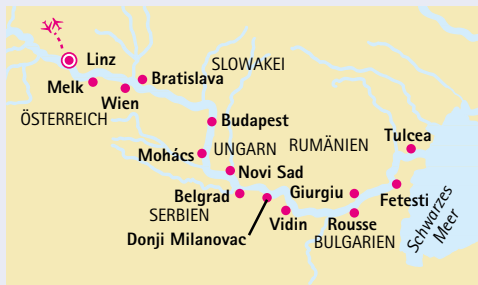 Linz
Melk
Wien
Bratislava
SLOWAKEI
ÖSTERREICH
Budapest
Mohács
UNGARN
RUMÄNIEN
Tulcea
Novi Sad
Belgrad
SERBIEN
Giurgiu
Fetesti
Donji Milanovac
Vidin
Rousse
BULGARIEN
Schwarzes
Meer